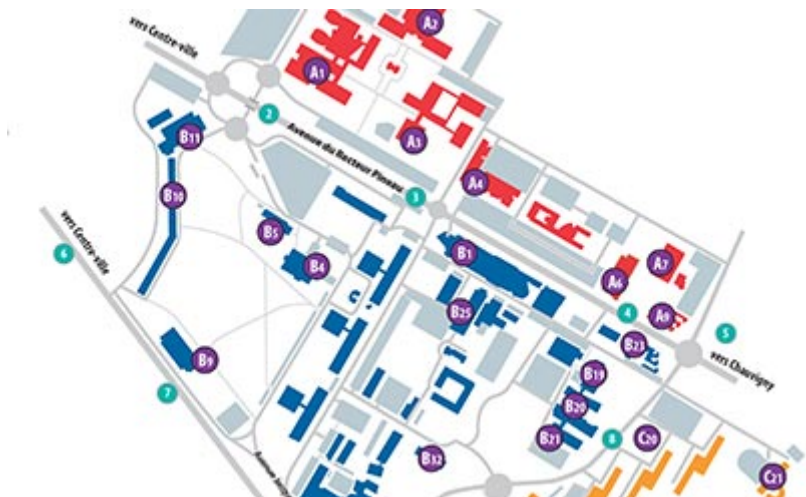 vers Centre-ville
A2
A1
2
B11
Avenue du Recteur Pineau
A3
A4
3
B10
B5
B4
B1
vers Centre-ville
6
A7
A6
A9
4
5
B25
B23
vers Chauvigny
B9
B19
7
B20
B21
8
C20
B32
C21
Avenue